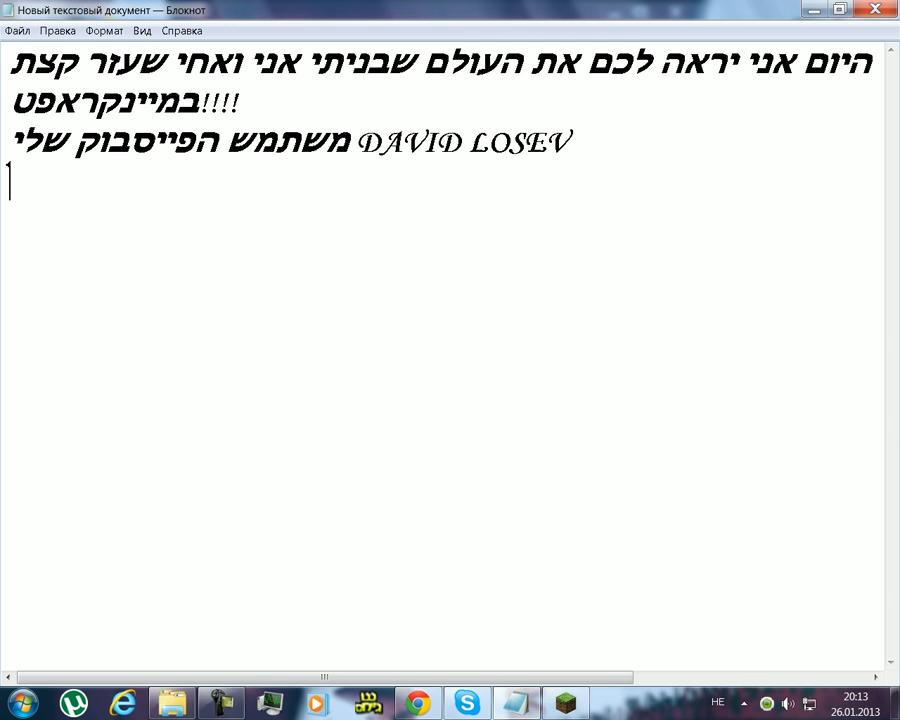 Новый текстовый документ — Блокнот
Файл Правка Формат Вид Справка
היום אני יראה לכם את העולם שבניתי אני ואחי שעזר קצת
במיינקראפט!!!!
משתמש הפייסבוק שלי DAVID LOSEV
HE
20:13
26.01.2013